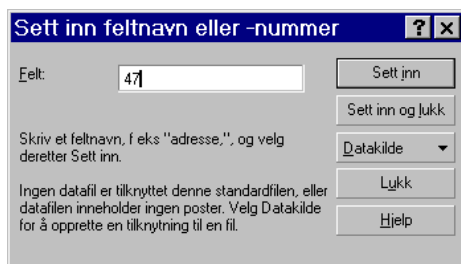 Sett inn feltnavn eller -nummer
Felt:
47
Sett inn
Sett inn og lukk
Skriv et feltnavn, f eks "adresse,", og velg
deretter Sett inn.
Datakilde
Lukk
Ingen datafil er tilknyttet denne standardfilen, eller
datafilen inneholder ingen poster. Velg Datakilde
for å opprette en tilknytning til en fil.
Hjelp